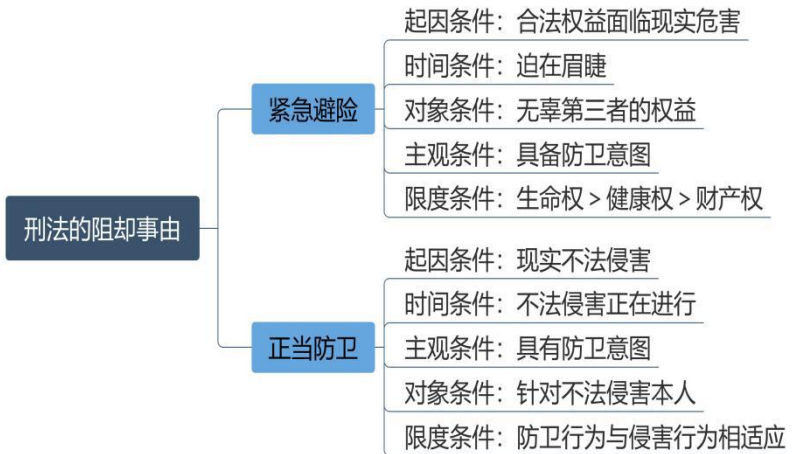 刑法的阻却事由
紧急避险
起因条件：合法权益面临现实危害
时间条件：迫在眉睫
对象条件：无辜第三者的权益
主观条件：具备防卫意图
限度条件：生命权 > 健康权 > 财产权
正当防卫
起因条件：现实不法侵害
时间条件：不法侵害正在进行
主观条件：具有防卫意图
对象条件：针对不法侵害本人
限度条件：防卫行为与侵害行为相适应